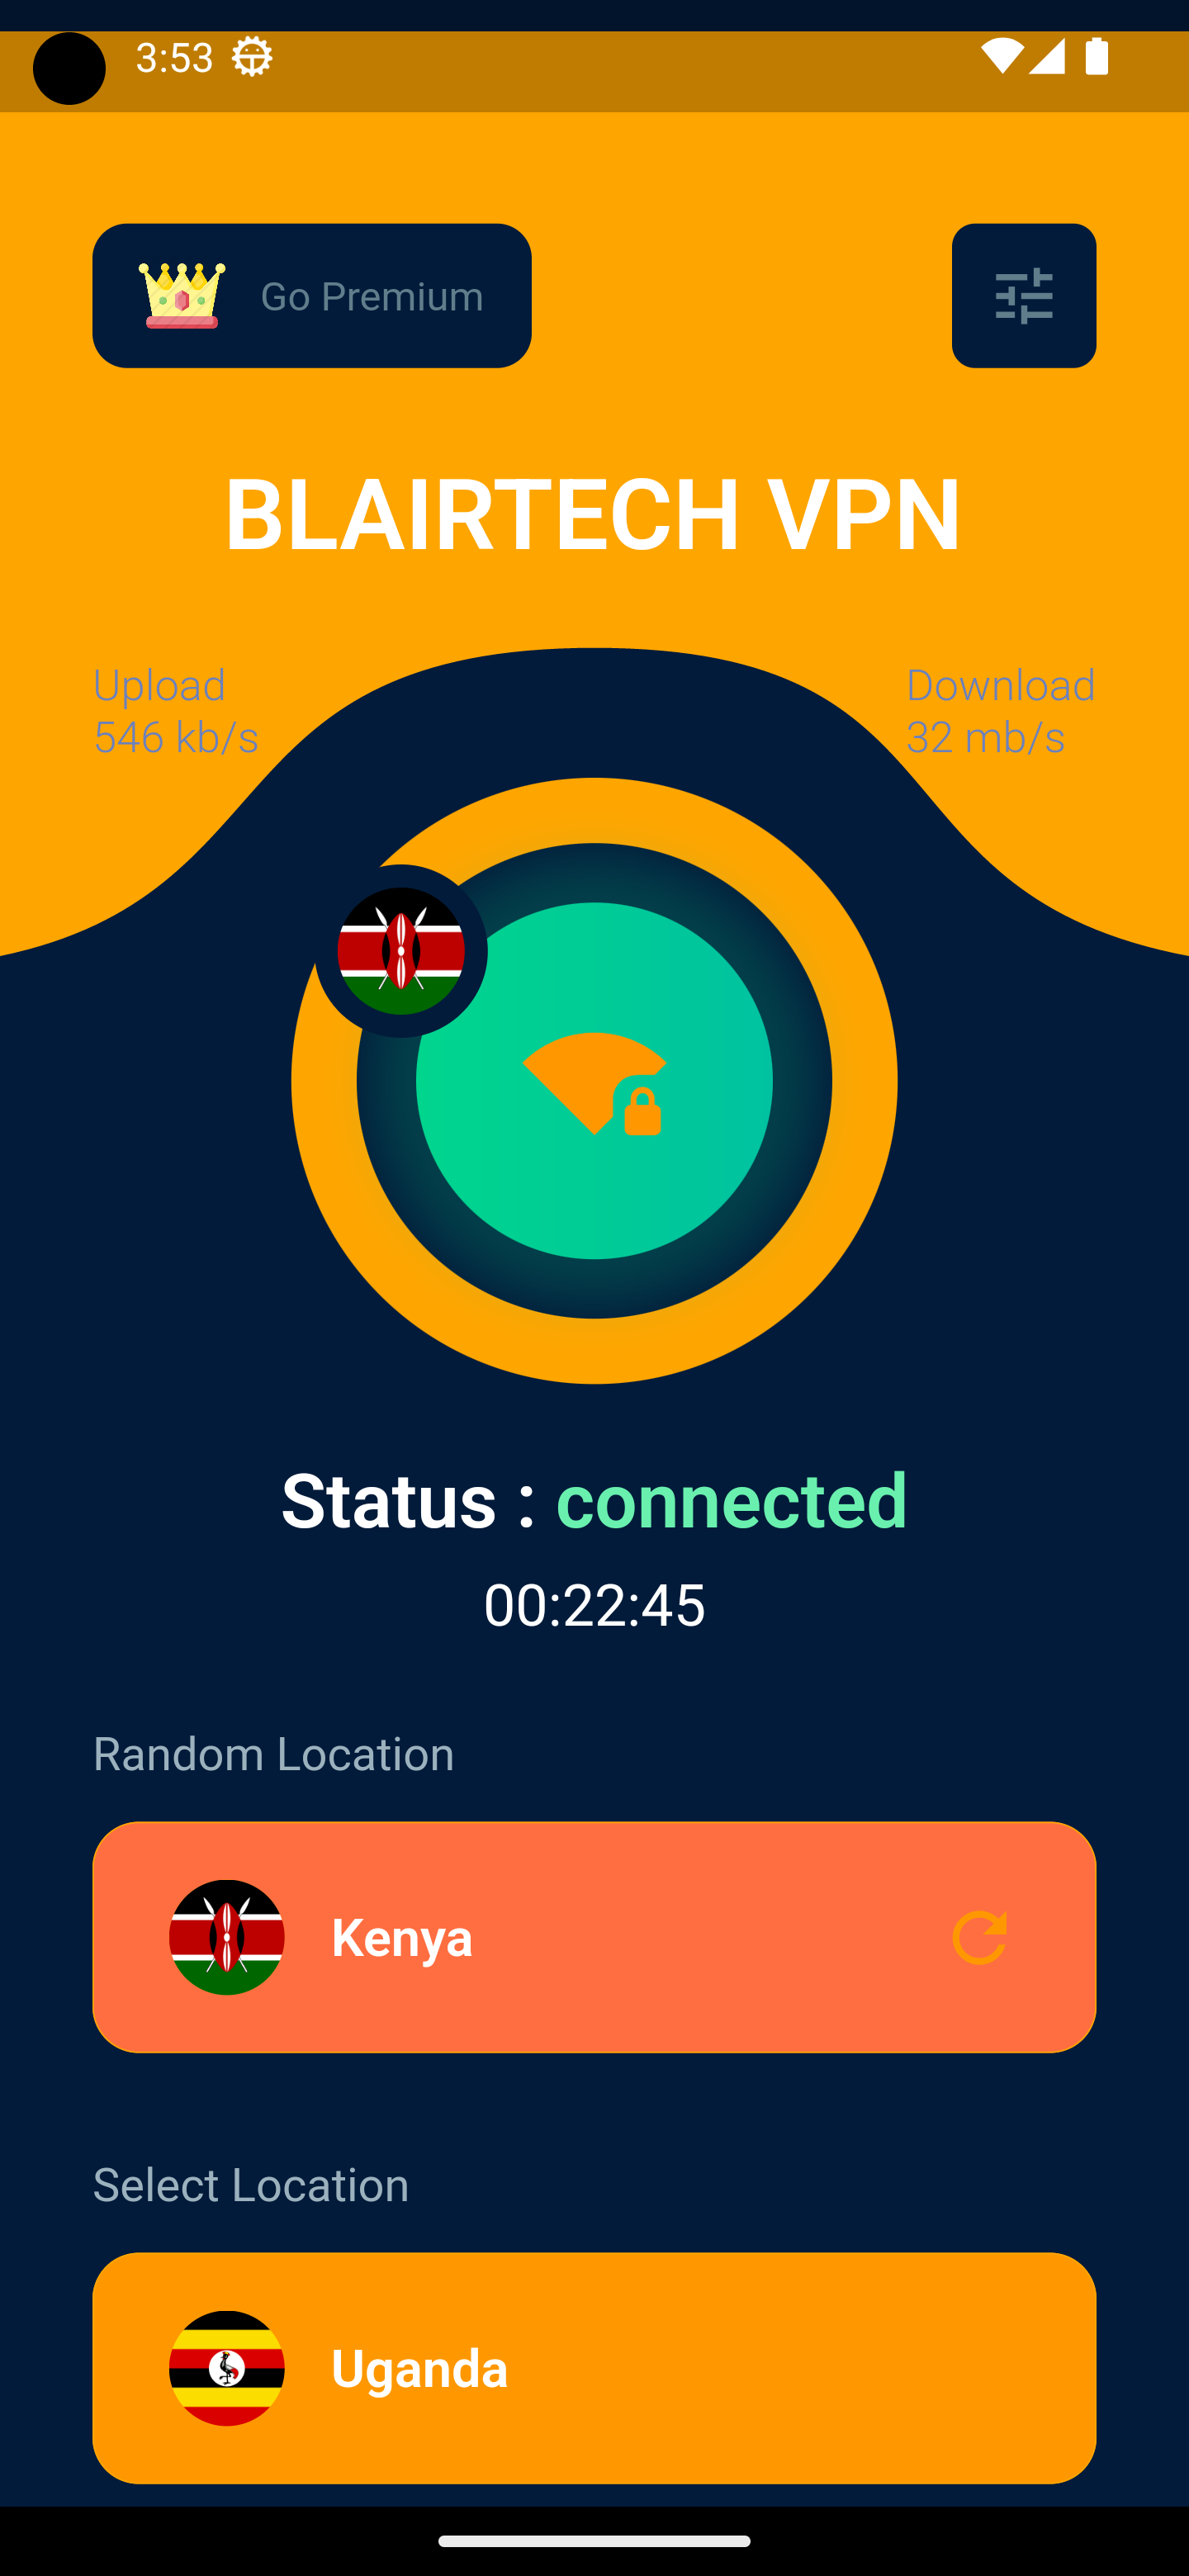 3:53
Go Premium
BLAIRTECH VPN
Upload
546 kb/s
Download
32 mb/s
Status : connected
00:22:45
Random Location
Kenya
Select Location
Uganda